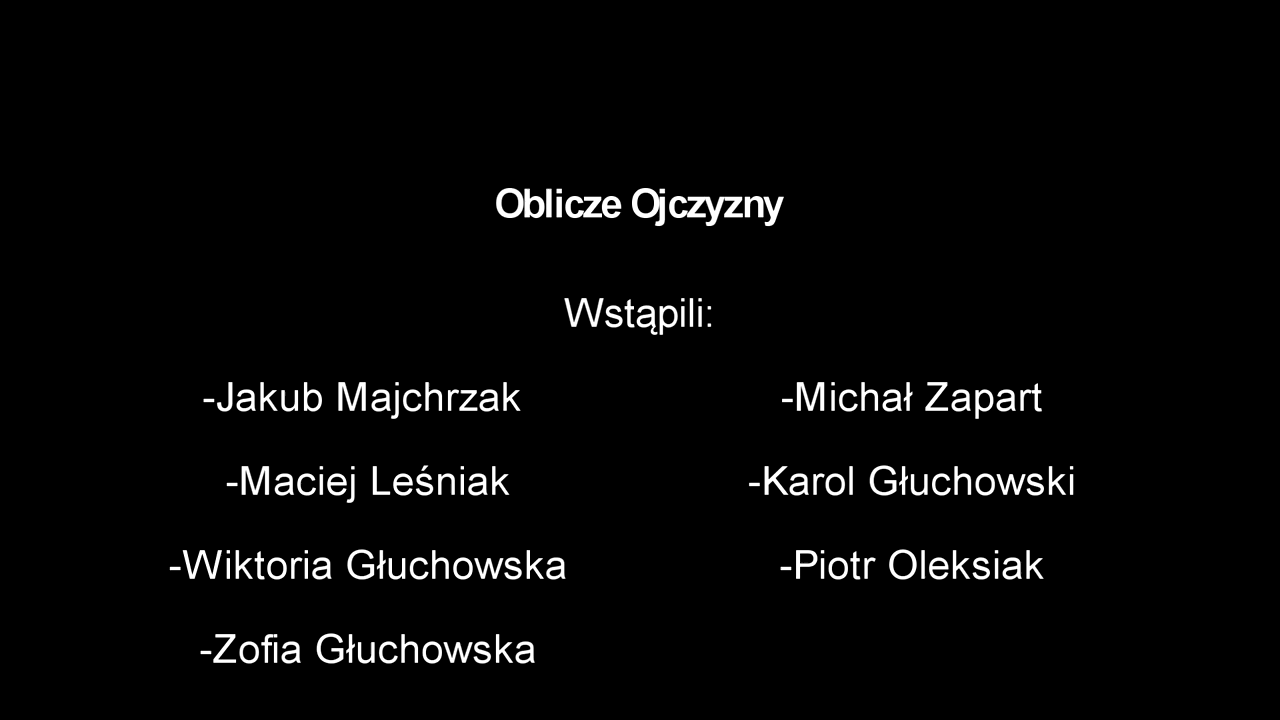 Oblicze Ojczyzny
Wstąpili:
-Jakub Majchrzak
-Maciej Leśniak
-Wiktoria Głuchowska
-Zofia Głuchowska
-Michał Zapart
-Karol Głuchowski
-Piotr Oleksiak